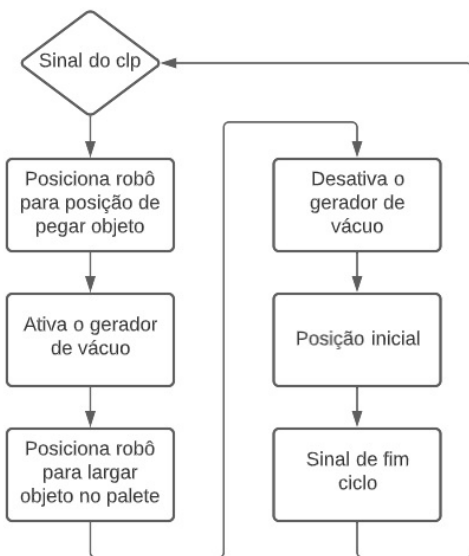 Sinal do clp
Posiciona robô
para posição de
pegar objeto
Ativa o gerador
de vácuo
Posiciona robô
para largar
objeto no palete
Desativa o
gerador de
vácuo
Posição inicial
Sinal de fim
ciclo